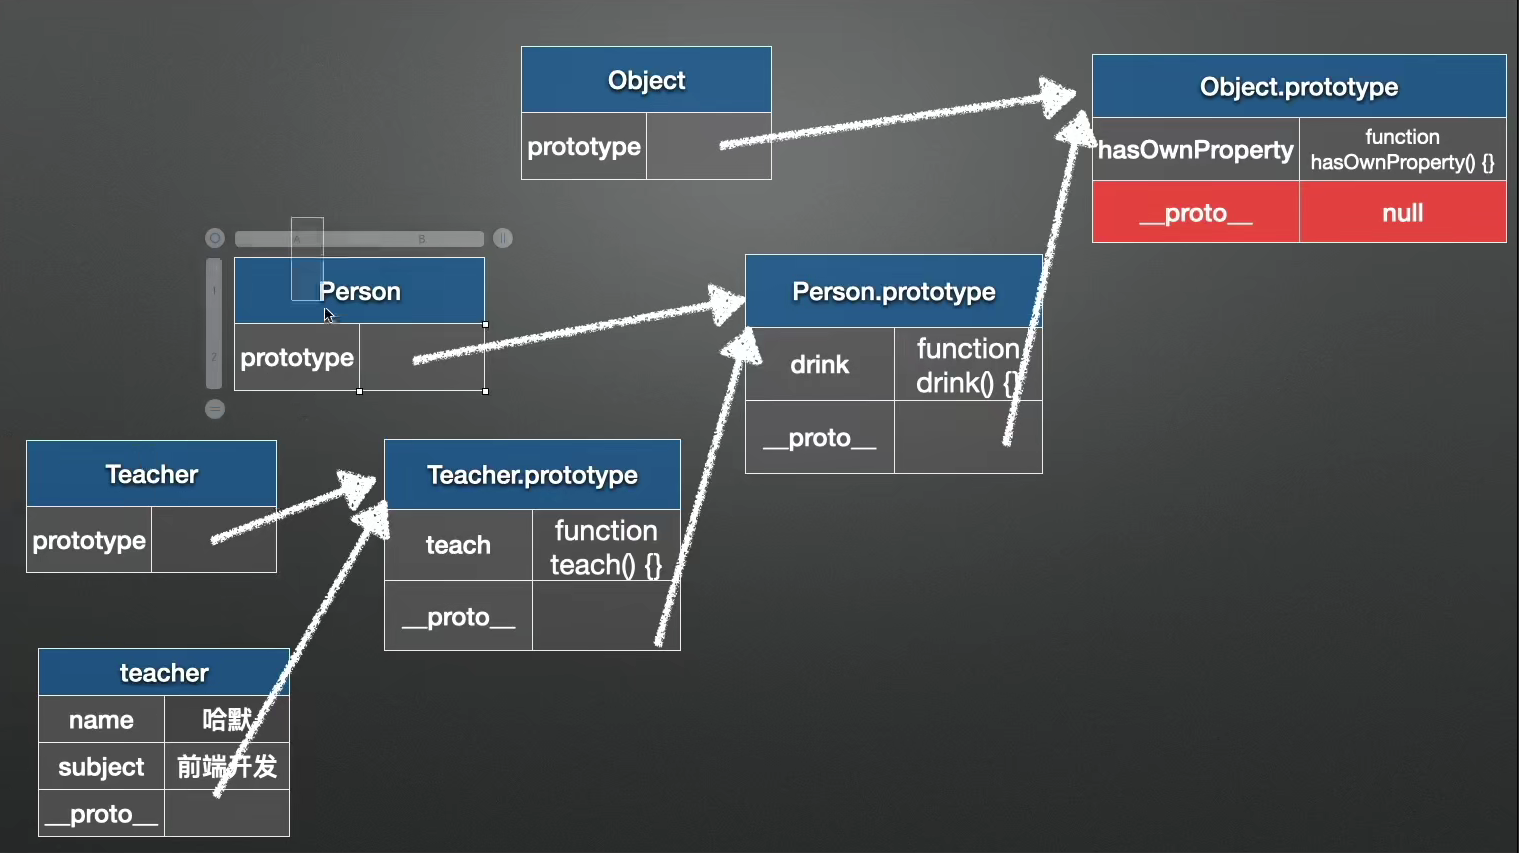 Object
prototype
Object.prototype
hasOwnProperty
function
hasOwnProperty() {}
__proto__
null
A
B
1
2
Person
prototype
Person.prototype
drink
function
drink() {}
__proto__
Teacher
prototype
Teacher.prototype
teach
function
teach() {}
__proto__
teacher
name
哈默
subject
前端开发
__proto__